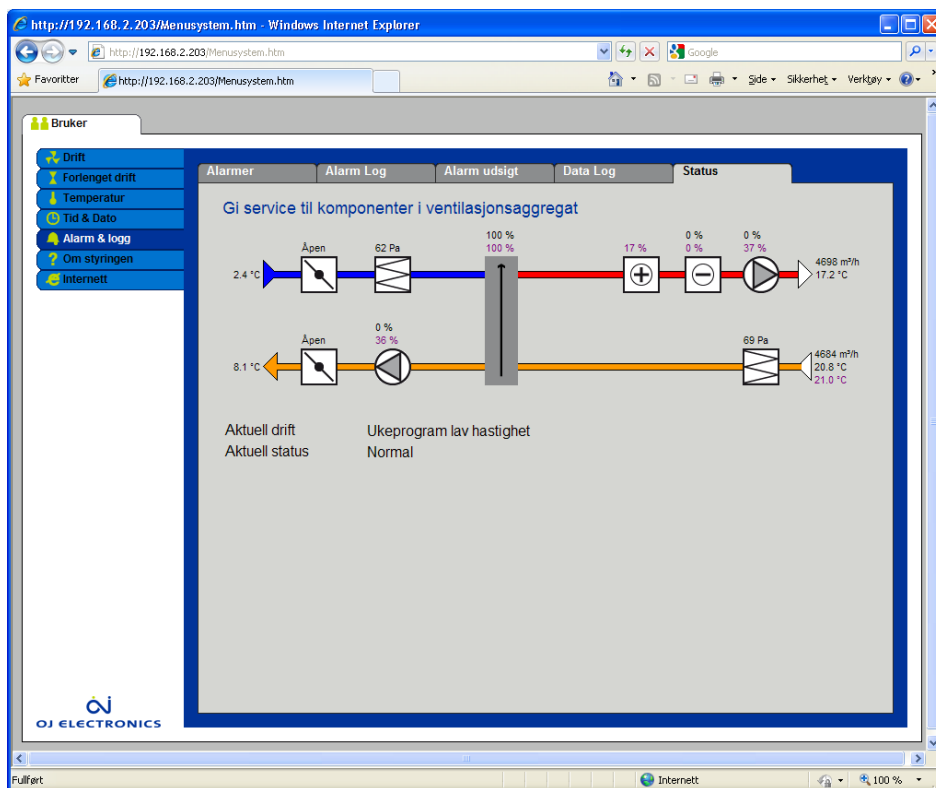 http://192.168.2.203/Menusystem.htm - Windows Internet Explorer
http://192.168.2.203/Menusystem.htm
Google
Favoritter
http://192.168.2.203/Menusystem.htm
Side
Sikkerhet
Verktøy
Bruker
Drift
Forlenget drift
Temperatur
Tid & Dato
Alarm & logg
Om styringen
Internett
Alarmer
Alarm Log
Alarm udsigt
Data Log
Status
Gi service til komponenter i ventilasjonsaggregat
100 %
0 %
0 %
Åpen
62 Pa
100 %
17 %
0 %
37 %
2.4 °C
4698 m³/h
17.2 °C
0 %
Åpen
36 %
69 Pa
8.1 °C
4684 m³/h
20.8 °C
21.0 °C
Aktuell drift Ukeprogram lav hastighet
Aktuell status Normal
OJ ELECTRONICS
Fullført
Internett
100 %